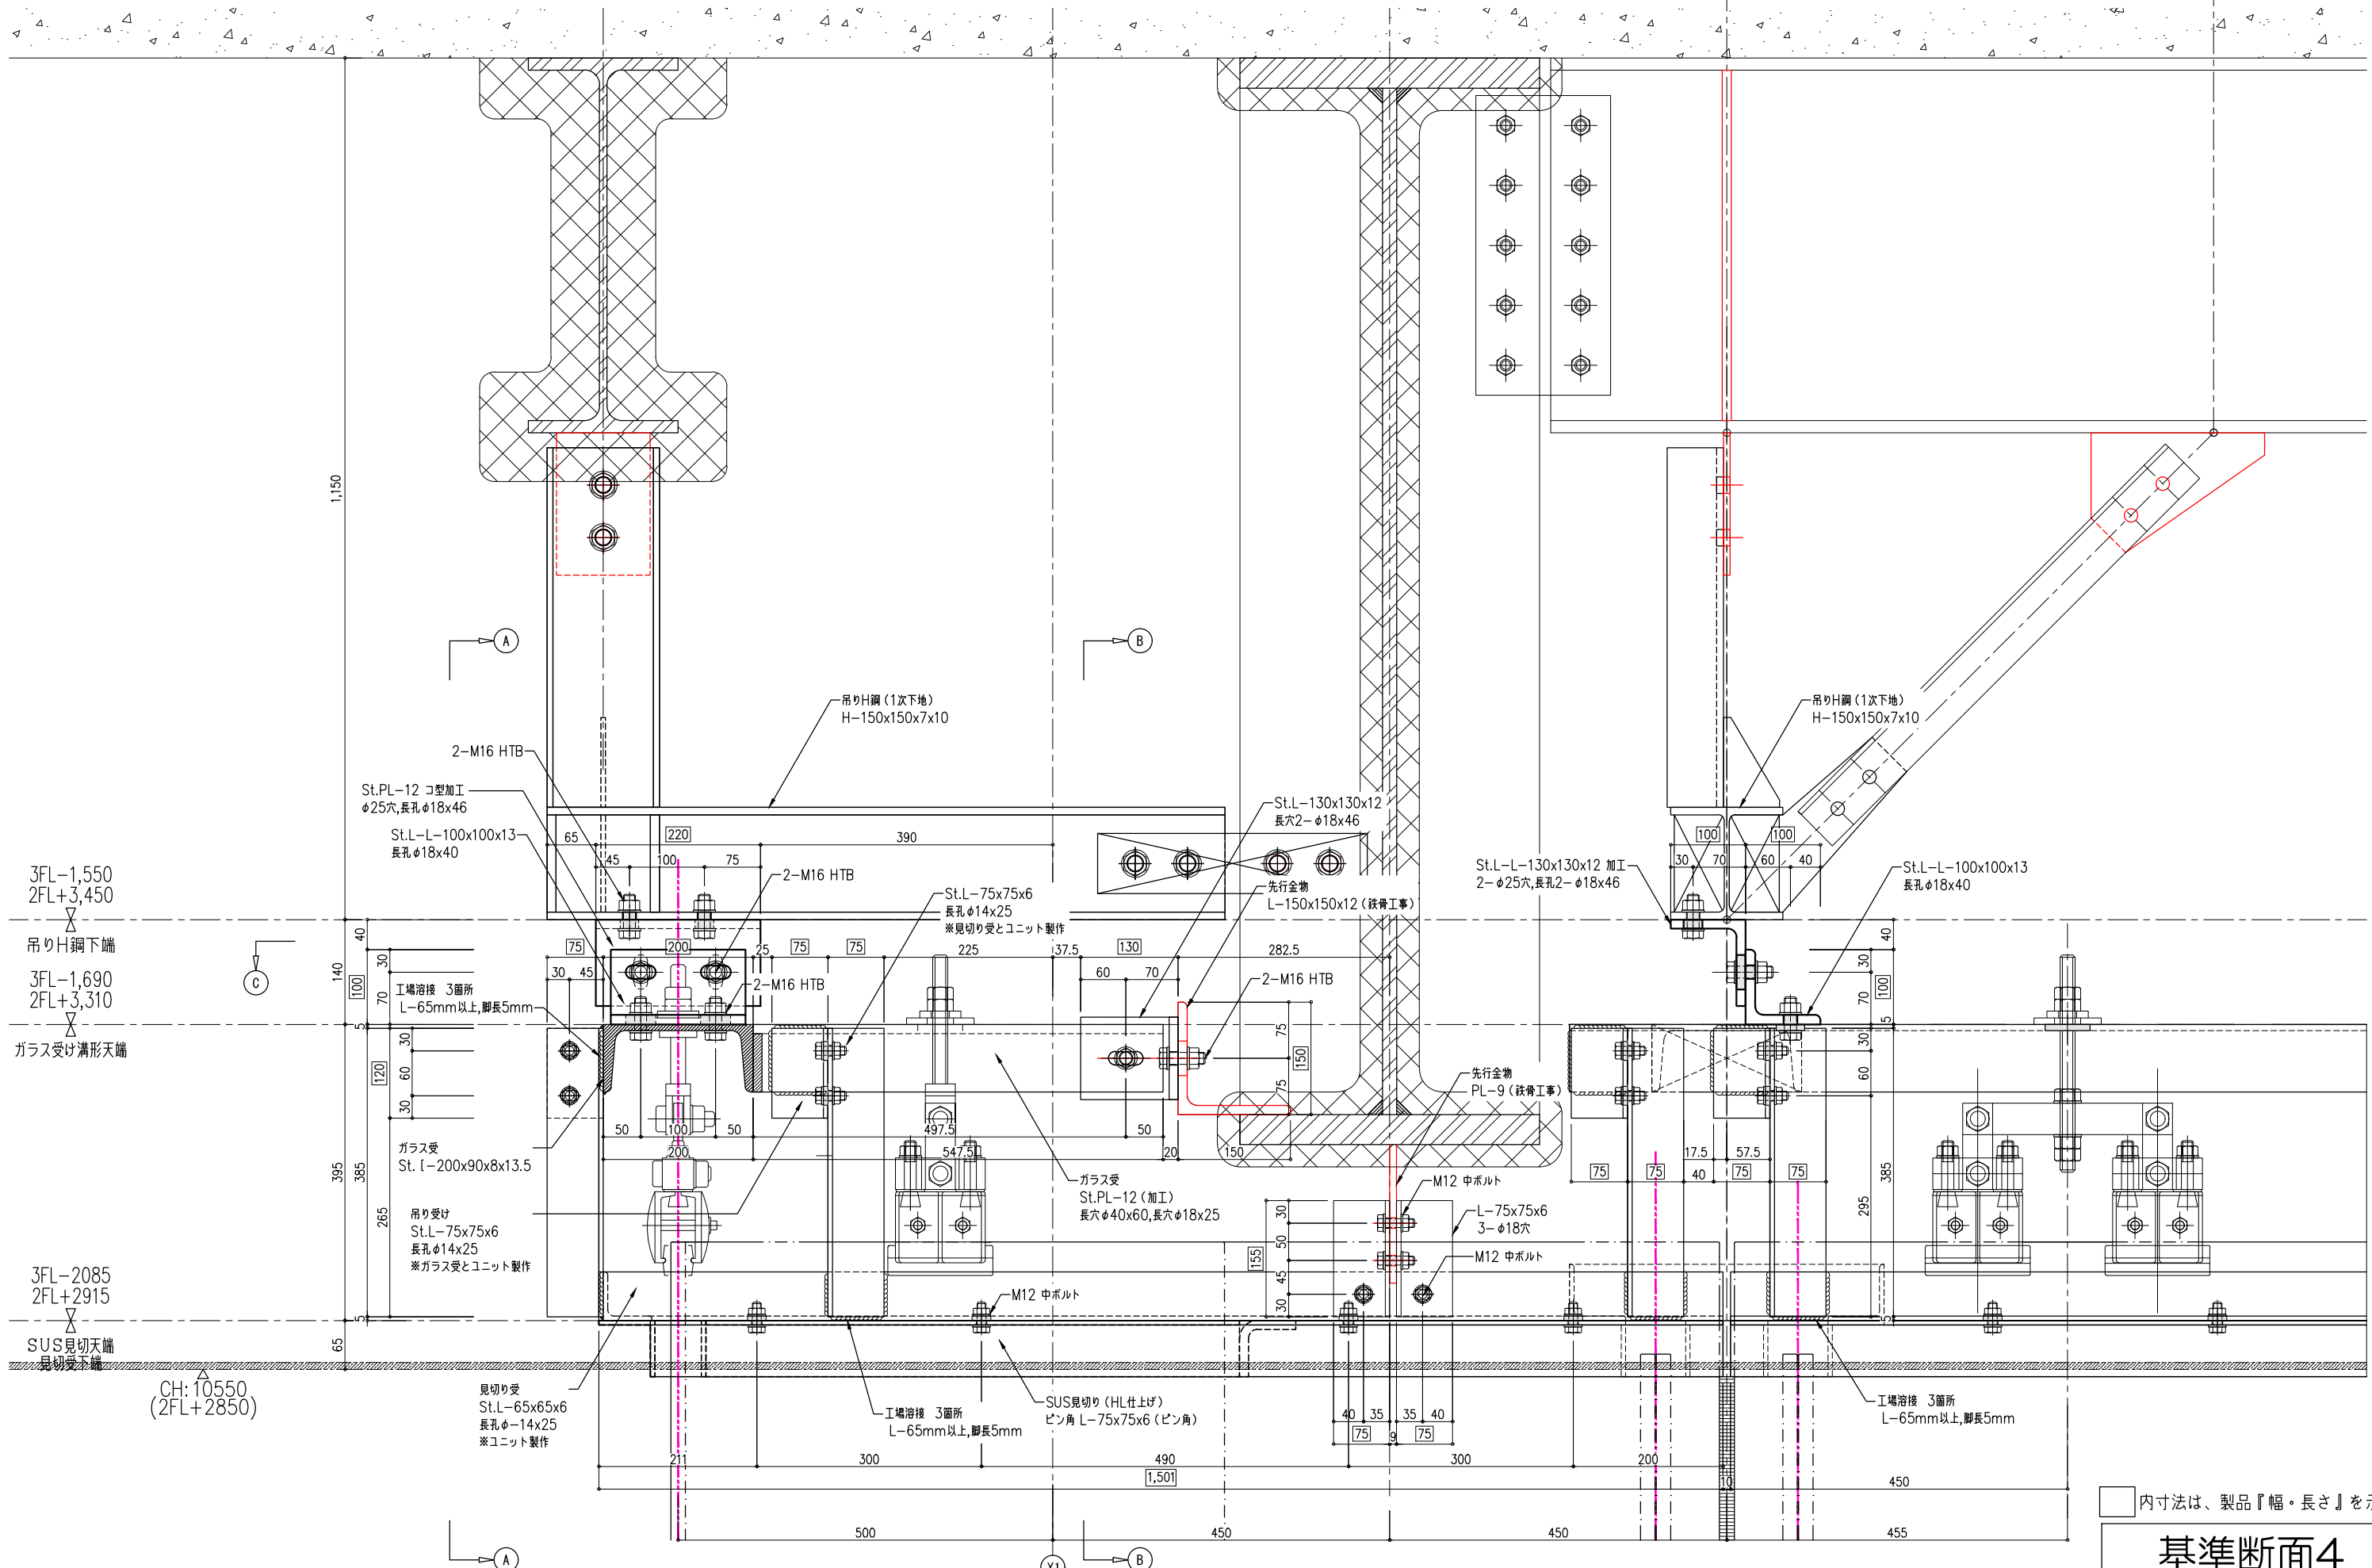 1,150
A
B
吊りH鋼（1次下地）
H-150x150x7x10
吊りH鋼（1次下地）
H-150x150x7x10
2-M16 HTB
St.PL-12 コ型加工
φ25穴,長孔φ18x46
St.L-L-100x100x13
長孔φ18x40
St.L-130x130x12
長穴2-φ18x46
65
220
390
45
100
75
2-M16 HTB
St.L-75x75x6
長孔φ14x25
※見切り受とユニット製作
先行金物
L-150x150x12（鉄骨工事）
St.L-L-130x130x12 加工
2-φ25穴,長孔2-φ18x46
100
100
30
70
60
40
St.L-L-100x100x13
長孔φ18x40
3FL-1,550
2FL+3,450
吊りH鋼下端
3FL-1,690
2FL+3,310
ガラス受け溝形天端
C
40
140
30
100
70
5
75
200
25
75
75
225
37.5
130
282.5
30
45
60
70
2-M16 HTB
2-M16 HTB
工場溶接 3箇所
L-65mm以上,脚長5mm
40
30
100
70
5
30
60
120
30
60
30
75
150
75
先行金物
PL-9（鉄骨工事）
50
100
50
497.5
50
200
547.5
20
150
17.5
57.5
75
75
40
75
75
ガラス受
St. [-200x90x8x13.5
395
385
265
385
295
吊り受け
St.L-75x75x6
長孔φ14x25
※ガラス受とユニット製作
ガラス受
St.PL-12（加工）
長穴φ40x60,長穴φ18x25
M12 中ボルト
L-75x75x6
3-φ18穴
M12 中ボルト
30
50
155
45
30
M12 中ボルト
3FL-2085
2FL+2915
SUS見切天端
見切受下端
5
65
5
CH:10550
(2FL+2850)
見切り受
St.L-65x65x6
長孔φ-14x25
※ユニット製作
工場溶接 3箇所
L-65mm以上,脚長5mm
SUS見切り（HL仕上げ）
ピン角 L-75x75x6（ピン角）
工場溶接 3箇所
L-65mm以上,脚長5mm
40
35
35
40
75
9
75
211
300
490
300
200
1,501
10
450
500
450
450
455
A
Y1
B
内寸法は、製品『幅・長さ』を示
基準断面4